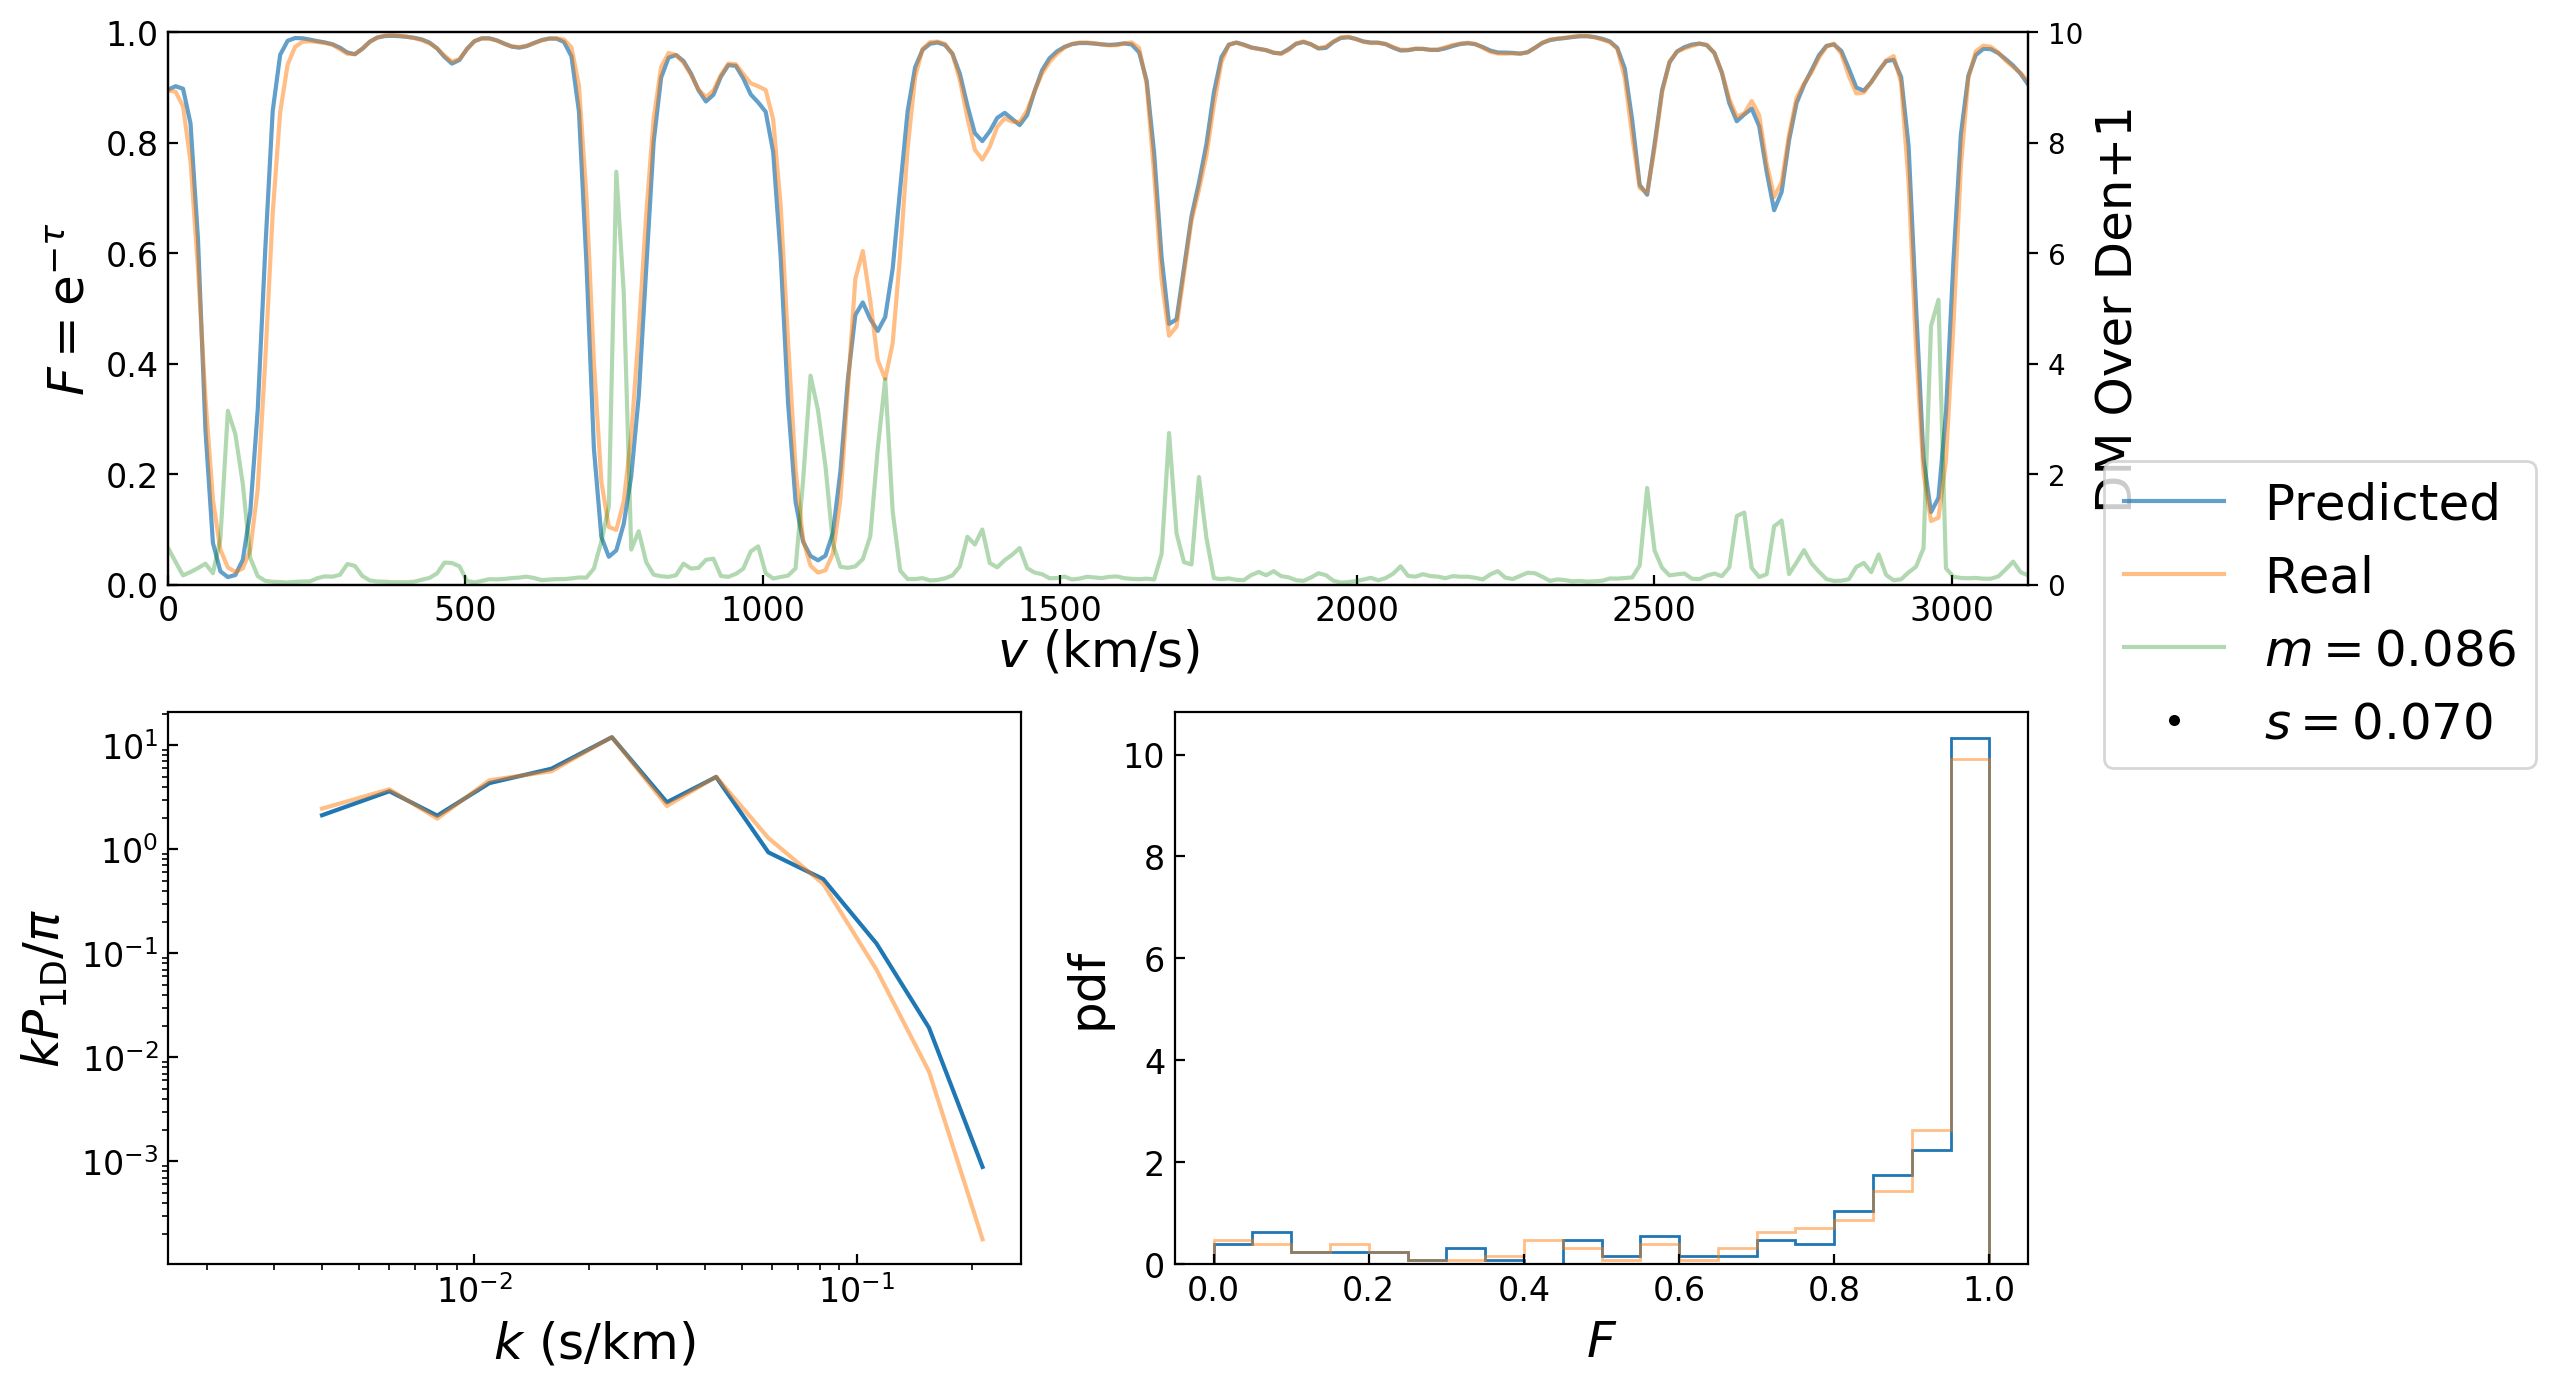 1.0
0.8
0.6
0.4
0.2
0.0
F = e^{-τ}
10
8
6
4
2
0
DM Over Den+1
0 500 1000 1500 2000 2500 3000
v (km/s)
Predicted
Real
m = 0.086
s = 0.070
10^1
10^0
10^{-1}
10^{-2}
10^{-3}
kP_{1D}/π
10^{-2} 10^{-1}
k (s/km)
10
8
6
4
2
0
pdf
0.0 0.2 0.4 0.6 0.8 1.0
F